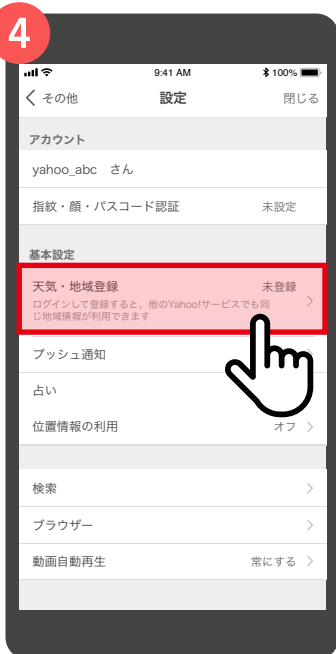 4
9:41 AM
100%
その他
設定
閉じる
アカウント
yahoo_abc さん
指紋・顔・パスコード認証 未設定
基本設定
天気・地域登録 未登録
ログインして登録すると、他のYahoo!サービスでも同
じ地域情報が利用できます
プッシュ通知
占い
位置情報の利用 オフ
検索
ブラウザー
動画自動再生 常にする